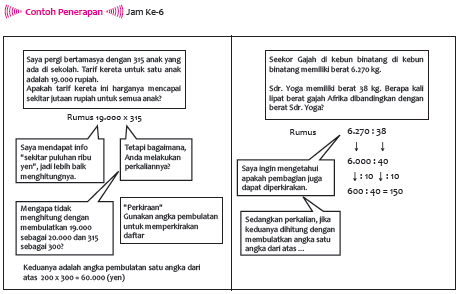 Contoh Penerapan Jam Ke-6
Saya pergi bertamasya dengan 315 anak yang
ada di sekolah. Tarif kereta untuk satu anak
adalah 19.000 rupiah.
Apakah tarif kereta ini harganya mencapai
sekitar jutaan rupiah untuk semua anak?
Rumus 19.000 x 315
Saya mendapat info
"sekitar puluhan ribu
yen", jadi lebih baik
menghitungnya.
Tetapi bagaimana,
Anda melakukan
perkaliannya?
Mengapa tidak
menghitung dengan
membulatkan 19.000
sebagai 20.000 dan 315
sebagai 300?
"Perkiraan"
Gunakan angka pembulatan
untuk memperkirakan
daftar
Keduanya adalah angka pembulatan satu angka dari
atas 200 x 300 = 60.000 (yen)
Seekor Gajah di kebun binatang di kebun
binatang memiliki berat 6.270 kg.
Sdr. Yoga memiliki berat 38 kg. Berapa kali
lipat berat gajah Afrika dibandingkan dengan
berat Sdr. Yoga?
Rumus 6.270 : 38
↓ ↓
6.000 : 40
↓ : 10 ↓ : 10
600 : 40 = 150
Saya ingin mengetahui
apakah pembagian juga
dapat diperkirakan.
Sedangkan perkalian, jika
keduanya dihitung dengan
membulatkan angka satu
angka dari atas ...